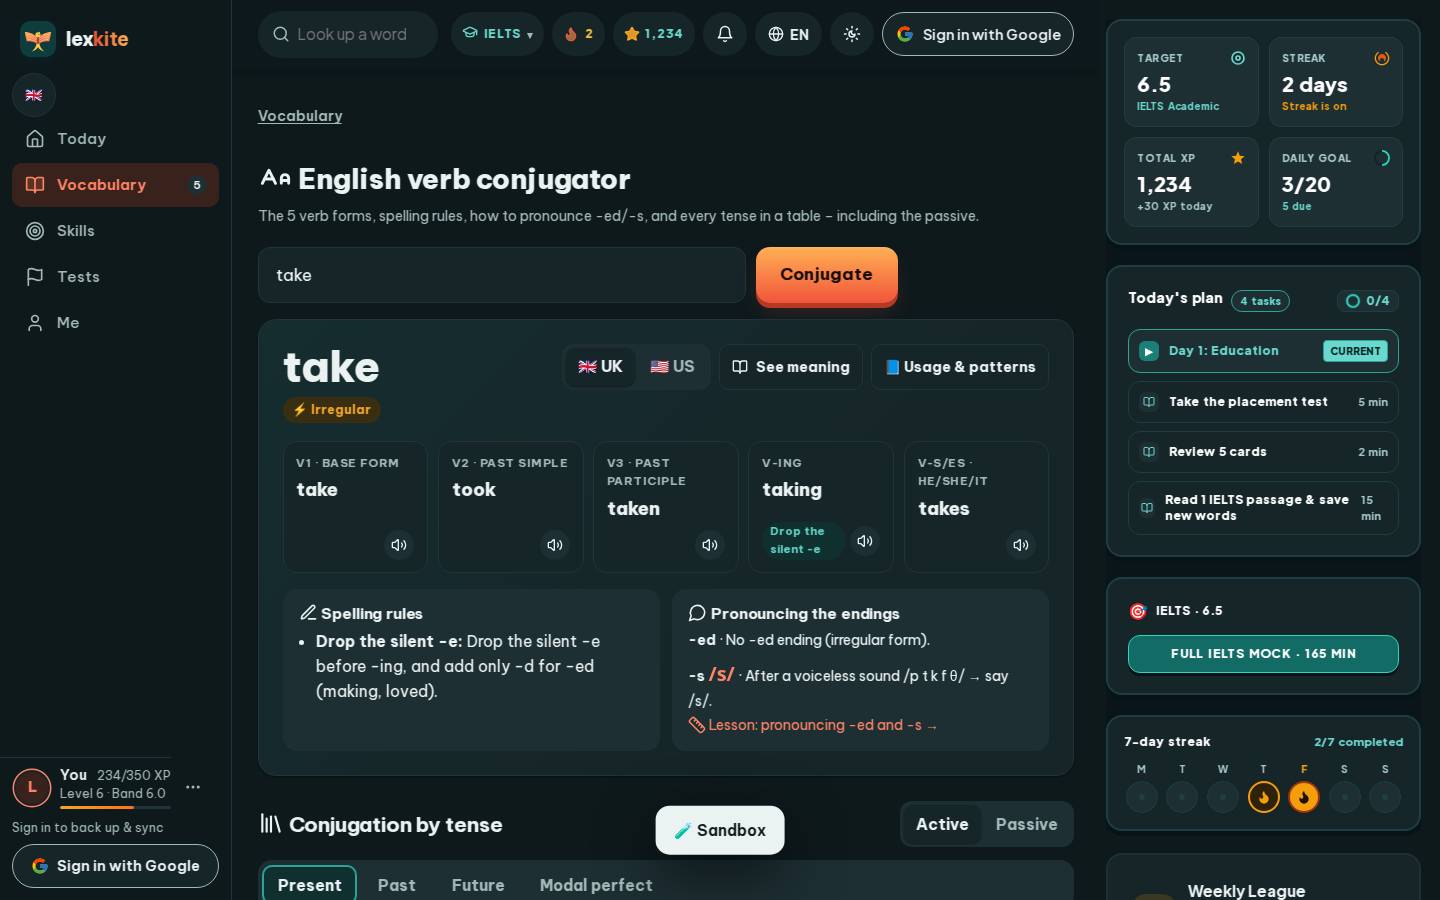 lexkite
Today
Vocabulary 5
Skills
Tests
Me
L
You 234/350 XP
Level 6 · Band 6.0
Sign in to back up & sync
Sign in with Google
Look up a word
IELTS ▾
2
1,234
EN
Sign in with Google
Vocabulary
English verb conjugator
The 5 verb forms, spelling rules, how to pronounce -ed/-s, and every tense in a table – including the passive.
take
Conjugate
take
🇬🇧 UK
🇺🇸 US
See meaning
Usage & patterns
⚡ Irregular
V1 · BASE FORM
take
V2 · PAST SIMPLE
took
V3 · PAST
PARTICIPLE
taken
V-ING
taking
Drop the
silent -e
V-S/ES ·
HE/SHE/IT
takes
Spelling rules
• Drop the silent -e: Drop the silent -e
before -ing, and add only -d for -ed
(making, loved).
Pronouncing the endings
-ed · No -ed ending (irregular form).
-s /s/ · After a voiceless sound /p t k f θ/ → say
/s/.
Lesson: pronouncing -ed and -s →
Conjugation by tense
Sandbox
Active
Passive
Present
Past
Future
Modal perfect
TARGET
6.5
IELTS Academic
STREAK
2 days
Streak is on
TOTAL XP
1,234
+30 XP today
DAILY GOAL
3/20
5 due
Today's plan 4 tasks 0/4
Day 1: Education CURRENT
Take the placement test 5 min
Review 5 cards 2 min
Read 1 IELTS passage & save 15
new words min
IELTS · 6.5
FULL IELTS MOCK · 165 MIN
7-day streak 2/7 completed
M T W T F S S
Weekly League